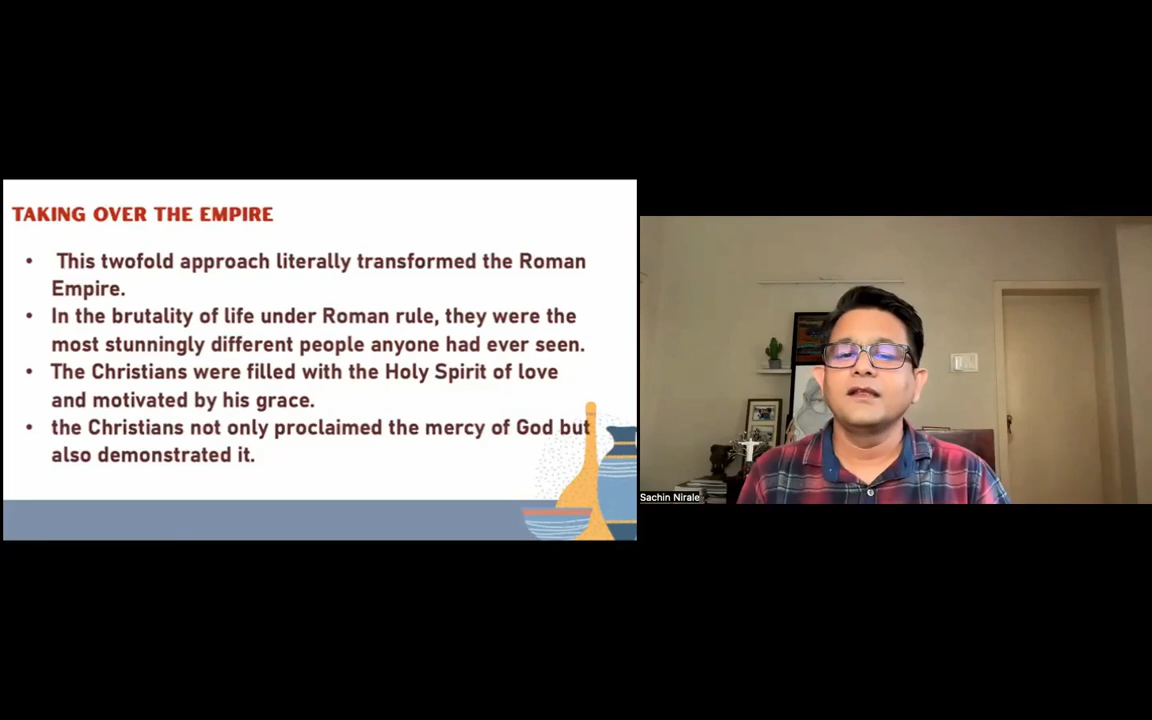 TAKING OVER THE EMPIRE
• This twofold approach literally transformed the Roman
Empire.
• In the brutality of life under Roman rule, they were the
most stunningly different people anyone had ever seen.
• The Christians were filled with the Holy Spirit of love
and motivated by his grace.
• the Christians not only proclaimed the mercy of God but
also demonstrated it.
Sachin Nirale